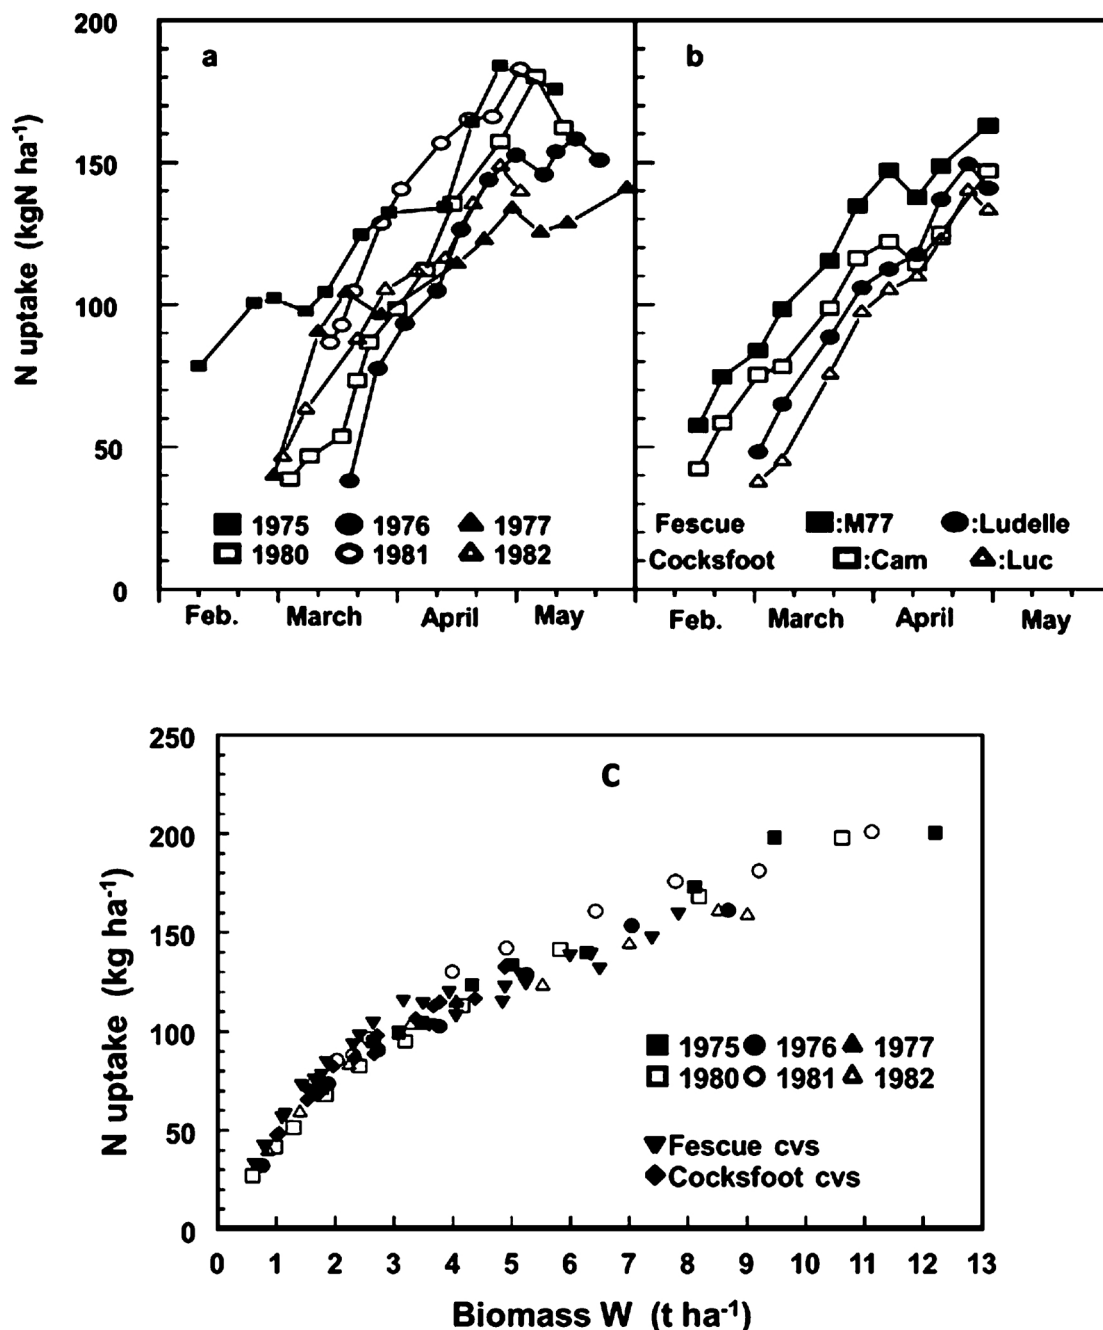 200
150
100
50
0
N uptake (kgN ha⁻¹)
a
1975 1976 1977
1980 1981 1982
Feb. March April May
b
Fescue :M77 :Ludelle
Cocksfoot :Cam :Luc
Feb. March April May
250
200
150
100
50
0
N uptake (kg ha⁻¹)
C
1975 1976 1977
1980 1981 1982
Fescue cvs
Cocksfoot cvs
0 1 2 3 4 5 6 7 8 9 10 11 12 13
Biomass W (t ha⁻¹)